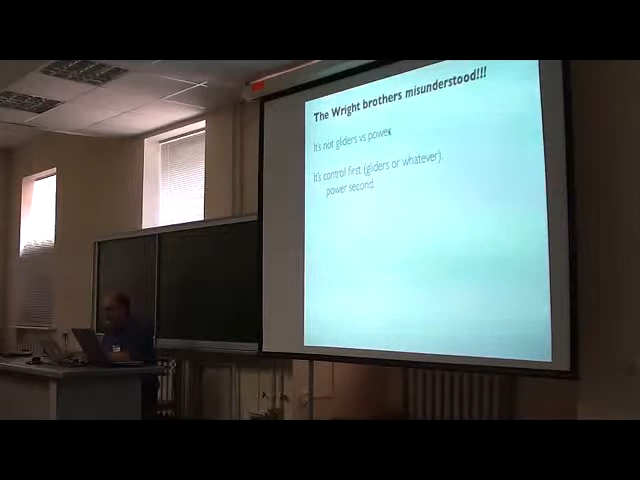 The Wright brothers misunderstood!!!
It's not gliders vs power.
It's control first (gliders or whatever),
power second.